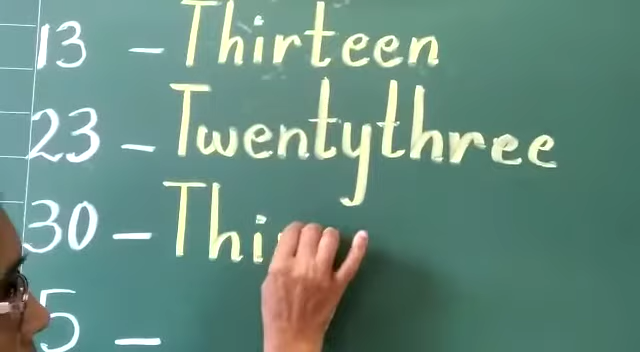 13 - Thirteen
23 - Twentythree
30 - Thi
5 -